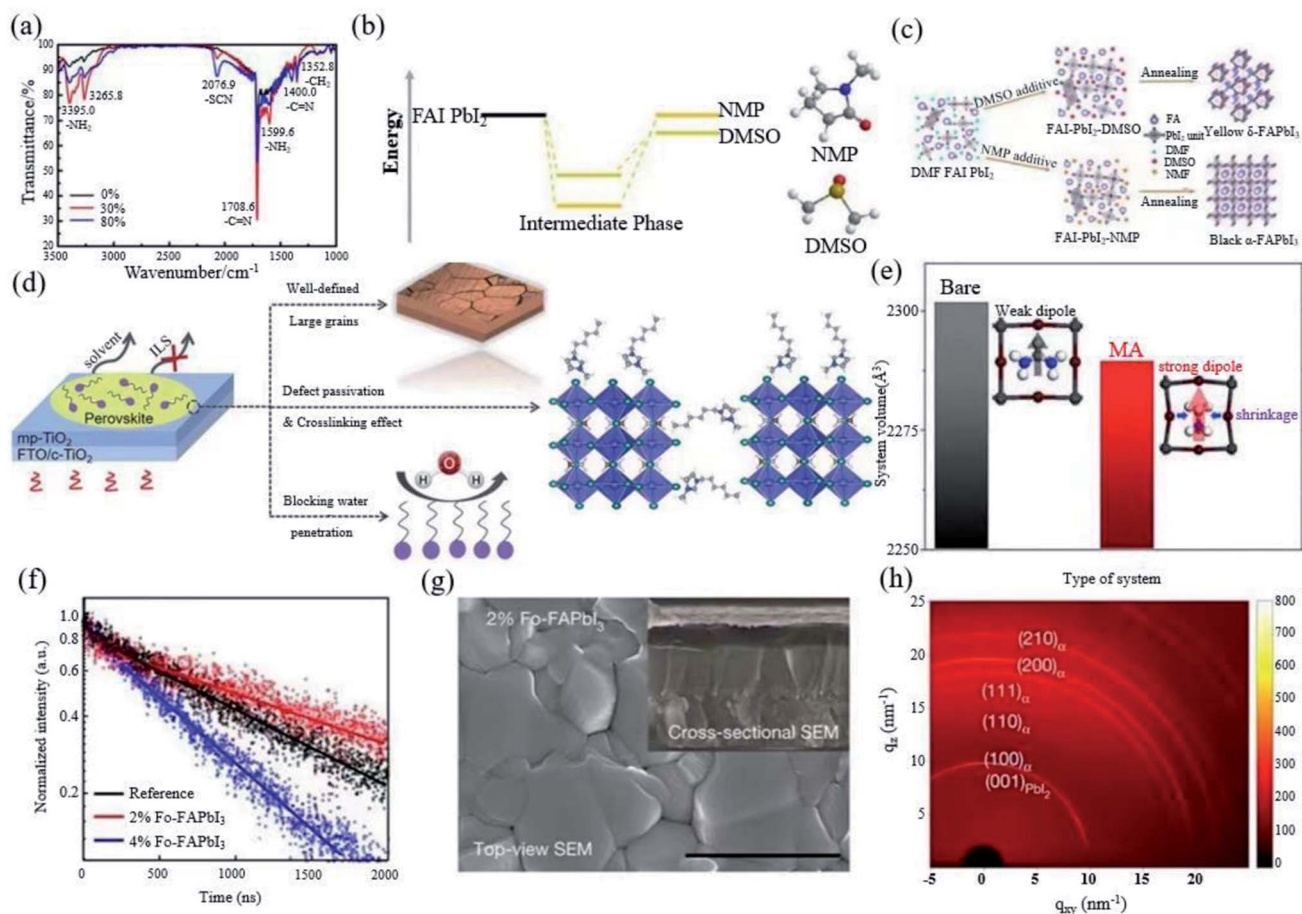 (a)
Transmittance/%
100
90
80
70
60
50
40
30
20
3395.0
-NH2
3265.8
2076.9
-SCN
1352.8
-CH2
1400.0
-C=N
1599.6
-NH2
1708.6
-C=N
0%
30%
80%
3500 3000 2500 2000 1500 1000
Wavenumber/cm-1
(b)
Energy
FAI PbI2
NMP
DMSO
Intermediate Phase
NMP
DMSO
(c)
DMSO additive
Annealing
FAI-PbI2-DMSO
Yellow δ-FAPbI3
DMF FAI PbI2
FA
PbI2 unit
DMF
DMSO
NMF
NMP additive
Annealing
FAI-PbI2-NMP
Black α-FAPbI3
(d)
solvent
ILS
Perovskite
mp-TiO2
FTO/c-TiO2
Well-defined
Large grains
Defect passivation
& Crosslinking effect
H O H
Blocking water
penetration
(e)
System volume(Å3)
2300
2275
2250
Bare
Weak dipole
MA
strong dipole
shrinkage
Type of system
(f)
Normalized intensity (a.u.)
1.0
0.8
0.6
0.4
0.2
Reference
2% Fo-FAPbI3
4% Fo-FAPbI3
0 500 1000 1500 2000
Time (ns)
(g)
2% Fo-FAPbI3
Cross-sectional SEM
Top-view SEM
(h)
qz (nm-1)
25
20
15
10
5
(210)α
(200)α
(111)α
(110)α
(100)α
(001)PbI2
-5 0 5 10 15 20
qxy (nm-1)
800
700
600
500
400
300
200
100
0